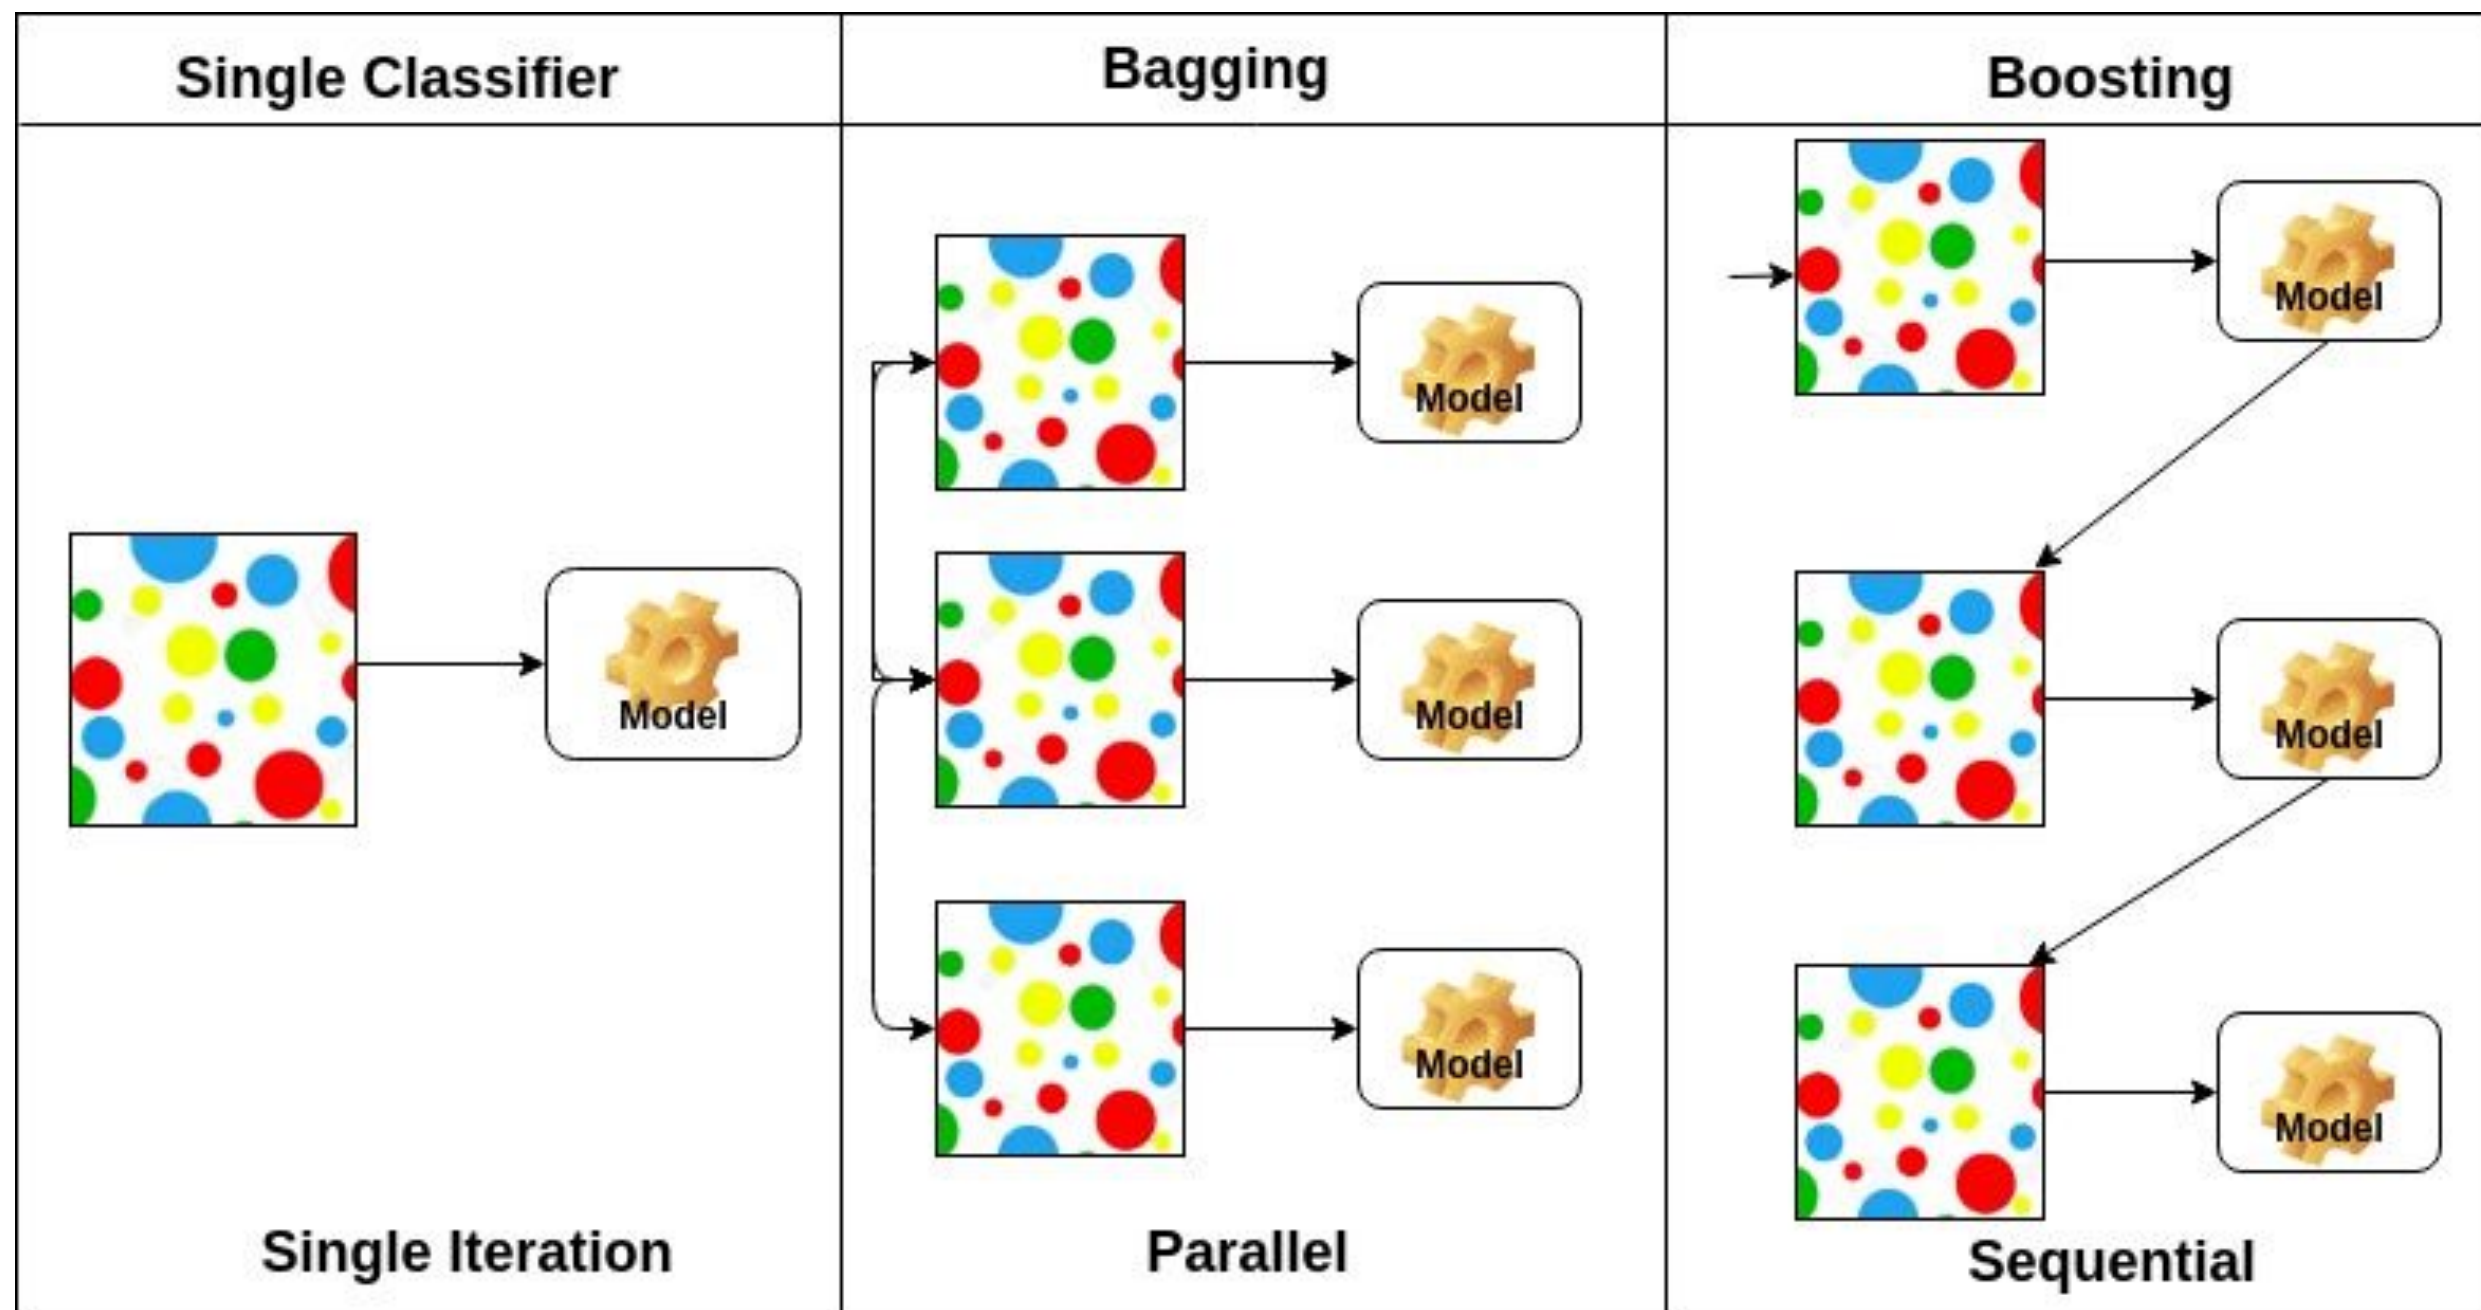 Single Classifier
Bagging
Boosting
Model
Model
Model
Model
Model
Model
Model
Single Iteration
Parallel
Sequential